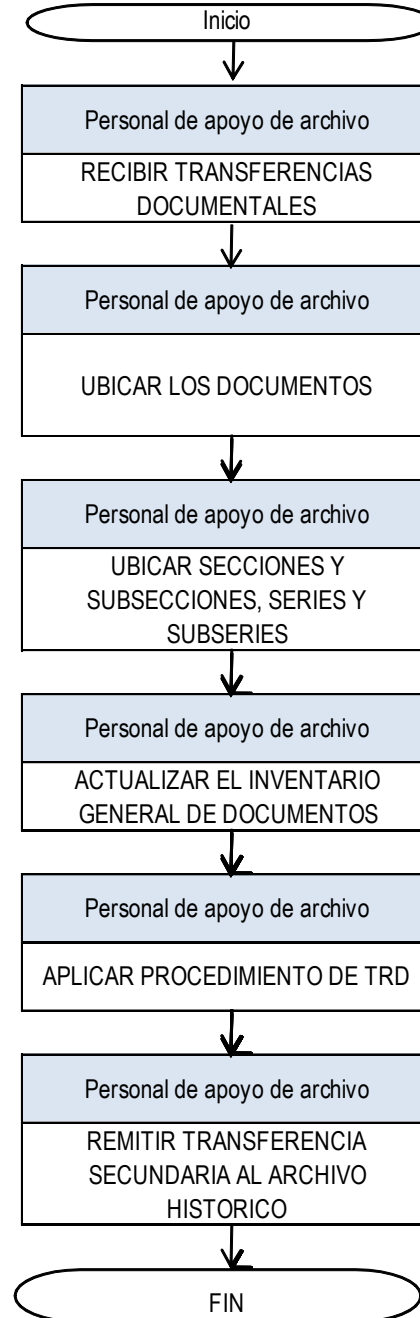 Inicio
Personal de apoyo de archivo
RECIBIR TRANSFERENCIAS
DOCUMENTALES
Personal de apoyo de archivo
UBICAR LOS DOCUMENTOS
Personal de apoyo de archivo
UBICAR SECCIONES Y
SUBSECCIONES, SERIES Y
SUBSERIES
Personal de apoyo de archivo
ACTUALIZAR EL INVENTARIO
GENERAL DE DOCUMENTOS
Personal de apoyo de archivo
APLICAR PROCEDIMIENTO DE TRD
Personal de apoyo de archivo
REMITIR TRANSFERENCIA
SECUNDARIA AL ARCHIVO
HISTORICO
FIN